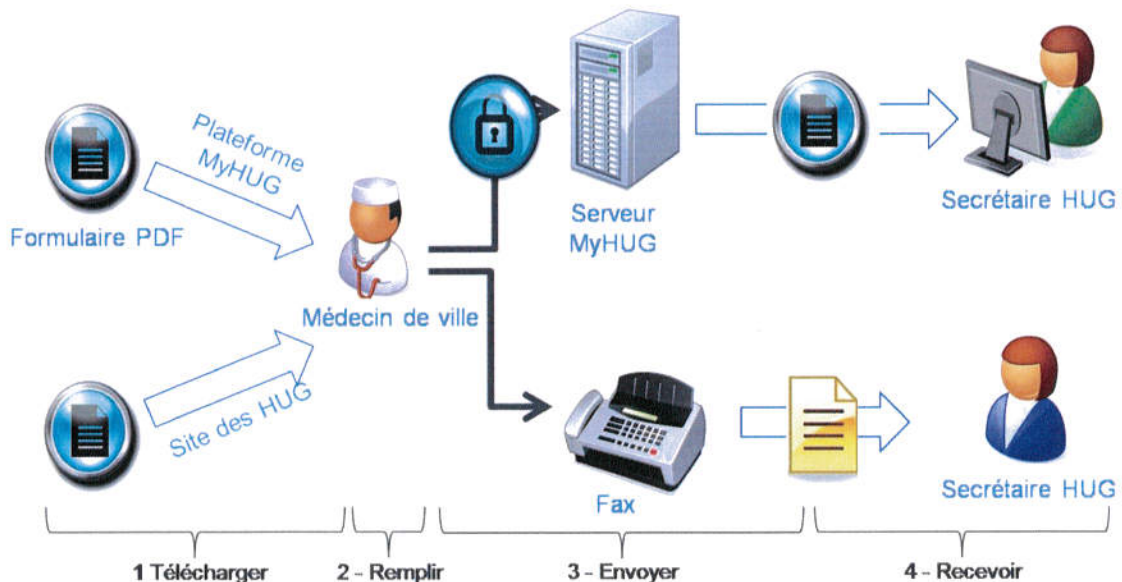 Plateforme
MyHUG
Formulaire PDF
Médecin de ville
Serveur
MyHUG
Secrétaire HUG
Site des HUG
Fax
Secrétaire HUG
1 Télécharger
2 - Remplir
3 - Envoyer
4 - Recevoir